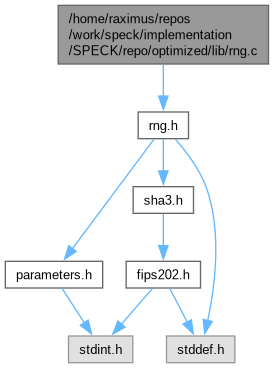 /home/raximus/repos
/work/speck/implementation
/SPECK/repo/optimized/lib/rng.c
rng.h
sha3.h
parameters.h
fips202.h
stdint.h
stddef.h